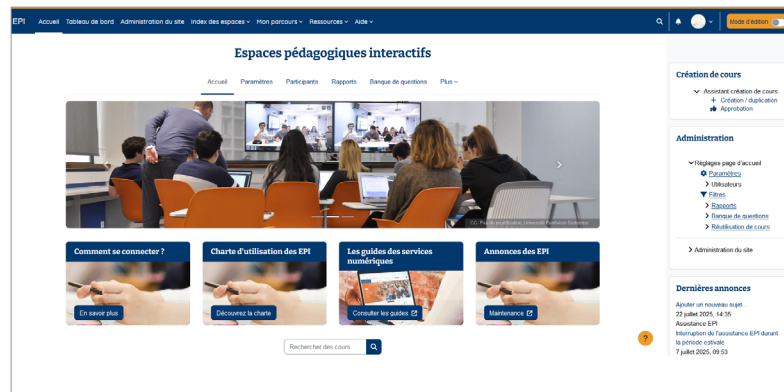 EPI Accueil Tableau de bord Administration du site Index des espaces Mon parcours Ressources Aide Mode d'édition
Espaces pédagogiques interactifs
Accueil Paramètres Participants Rapports Banque de questions Plus
Comment se connecter ?
En savoir plus
Charte d'utilisation des EPI
Découvrez la charte
Les guides des services
numériques
Consulter les guides
Annonces des EPI
Maintenance
Rechercher des cours
Création de cours
Assistant création de cours
Création / duplication
Approbation
Administration
Réglages page d'accueil
Paramètres
Utilisateurs
Filtres
Rapports
Banque de questions
Réutilisation de cours
Administration du site
Dernières annonces
Ajouter un nouveau sujet...
22 juillet 2025, 14:35
Assistance EPI
Interruption de l'assistance EPI durant
la période estivale
7 juillet 2025, 09:53
?